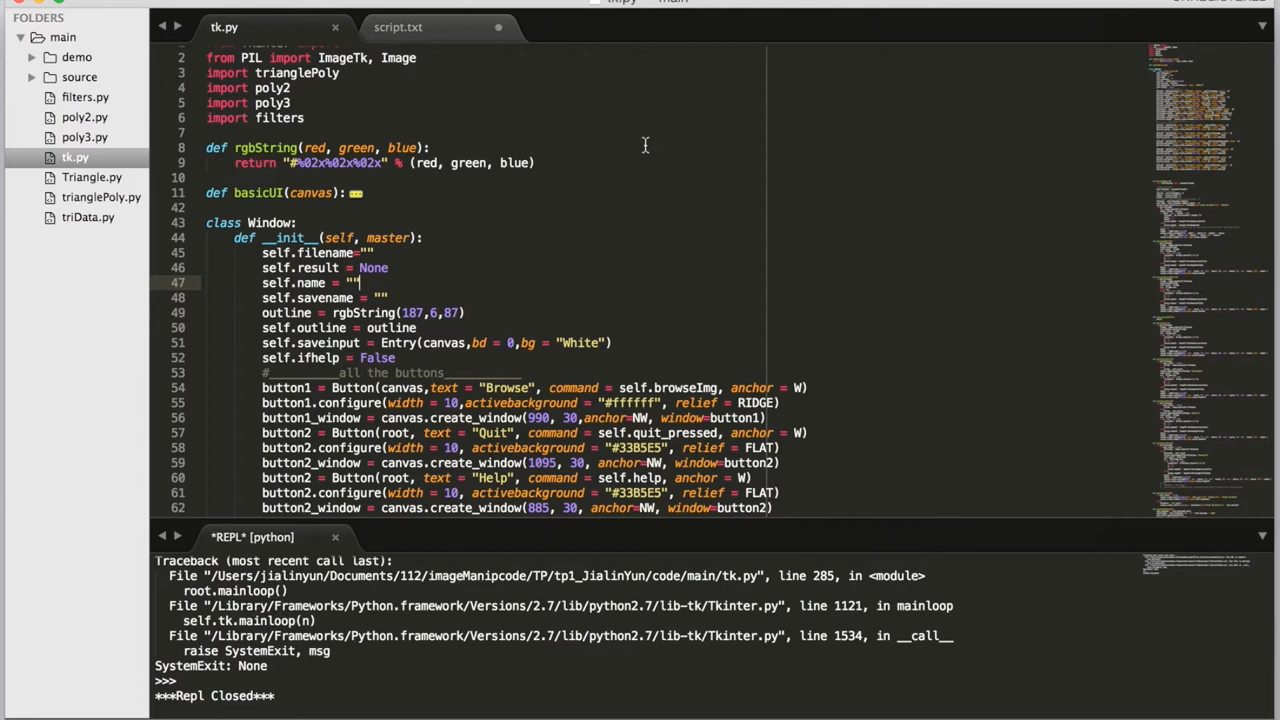 tk.py — main
FOLDERS
main
demo
source
filters.py
poly2.py
poly3.py
tk.py
Triangle.py
trianglePoly.py
triData.py
tk.py
script.txt
2 from PIL import ImageTk, Image
3 import trianglePoly
4 import poly2
5 import poly3
6 import filters
7
8 def rgbString(red, green, blue):
9 return "#%02x%02x%02x" % (red, green, blue)
10
11 def basicUI(canvas):
42
43 class Window:
44 def __init__(self, master):
45 self.filename=""
46 self.result = None
47 self.name = ""
48 self.savename = ""
49 outline = rgbString(187,6,87)
50 self.outline = outline
51 self.saveinput = Entry(canvas,bd = 0,bg = "White")
52 self.ifhelp = False
53 #__________all the buttons___________
54 button1 = Button(canvas,text = "Browse", command = self.browseImg, anchor = W)
55 button1.configure(width = 10,activebackground = "#ffffff", relief = RIDGE)
56 button1_window = canvas.create_window(990, 30,anchor=NW, window=button1)
57 button2 = Button(root, text = "Quit", command = self.quit_pressed, anchor = W)
58 button2.configure(width = 10, activebackground = "#33B5E5", relief = FLAT)
59 button2_window = canvas.create_window(1095, 30, anchor=NW, window=button2)
60 button2 = Button(root, text = "Help", command = self.help, anchor = W)
61 button2.configure(width = 10, activebackground = "#33B5E5", relief = FLAT)
62 button2_window = canvas.create_window(885, 30, anchor=NW, window=button2)
*REPL* [python]
Traceback (most recent call last):
File "/Users/jialinyun/Documents/112/imageManipcode/TP/tp1_JialinYun/code/main/tk.py", line 285, in <module>
root.mainloop()
File "/Library/Frameworks/Python.framework/Versions/2.7/lib/python2.7/lib-tk/Tkinter.py", line 1121, in mainloop
self.tk.mainloop(n)
File "/Library/Frameworks/Python.framework/Versions/2.7/lib/python2.7/lib-tk/Tkinter.py", line 1534, in __call__
raise SystemExit, msg
SystemExit: None
>>>
***Repl Closed***